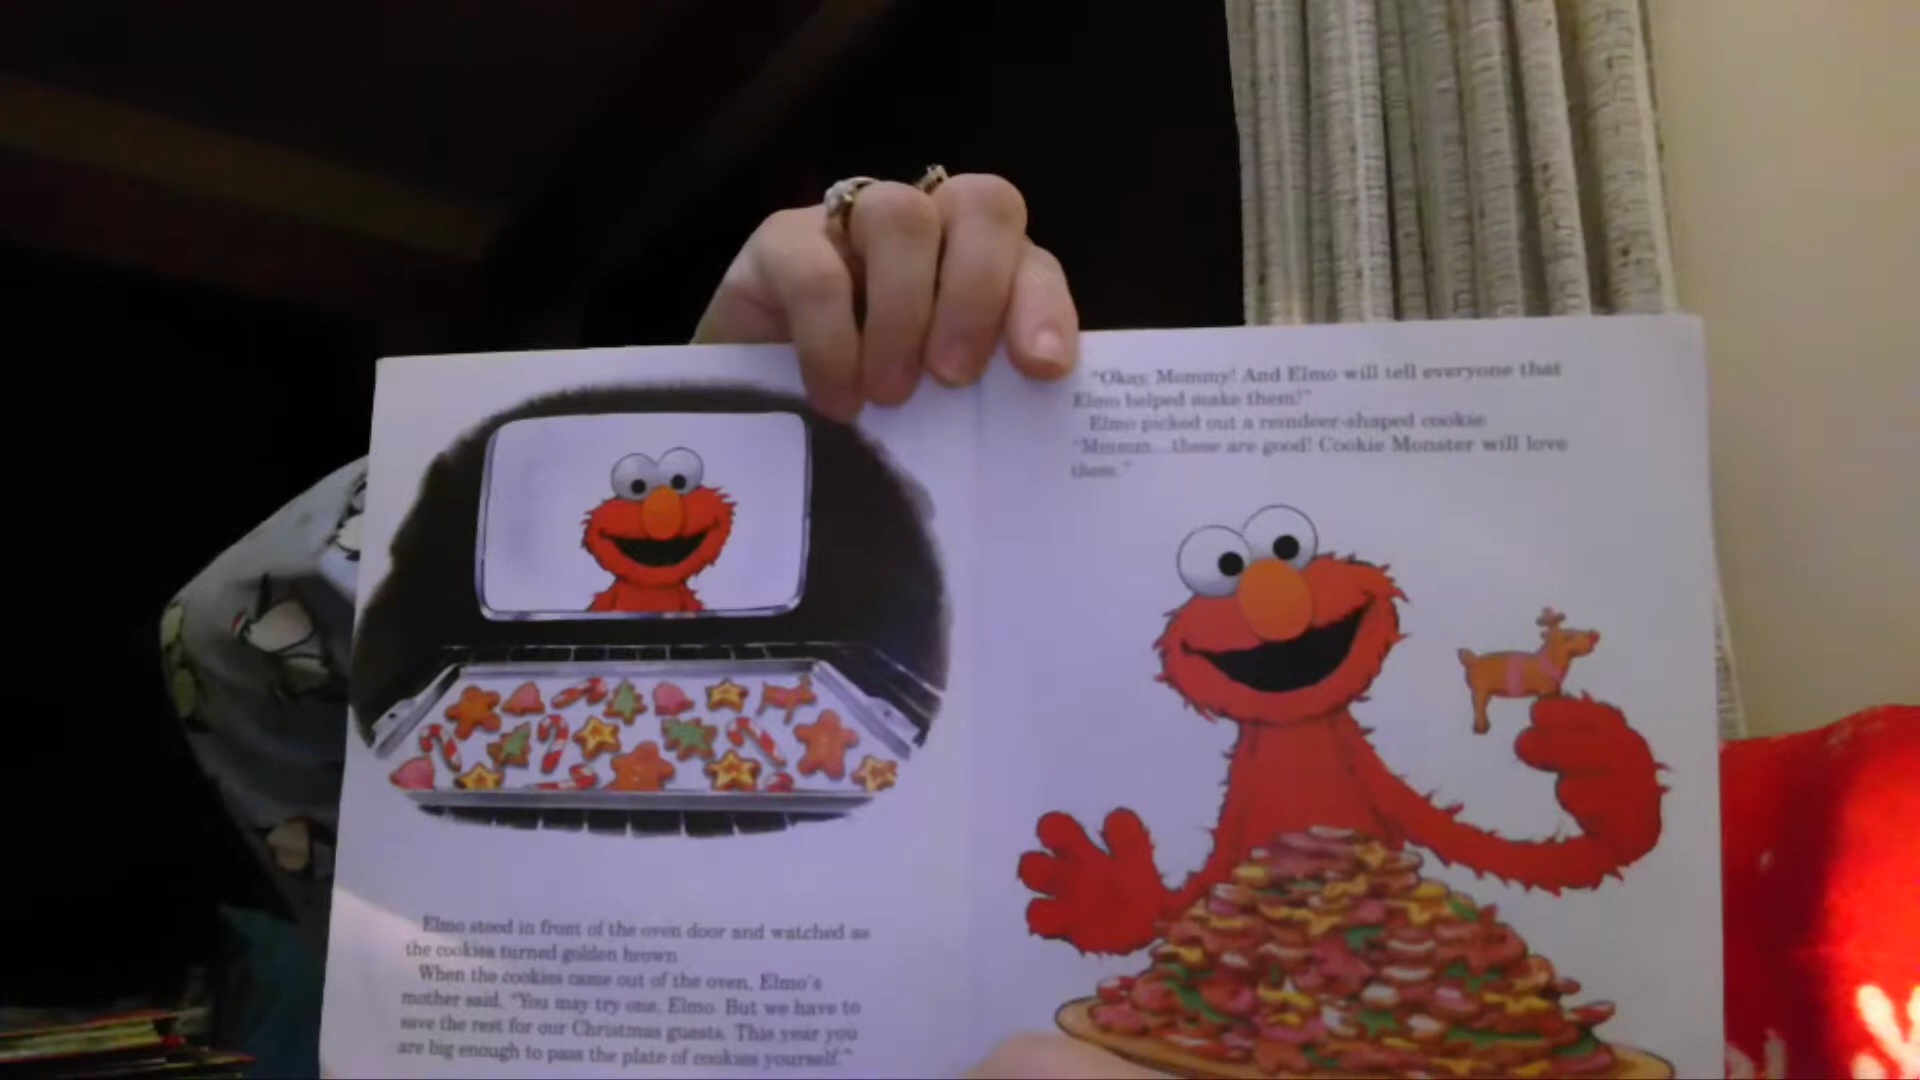 Elmo stood in front of the oven door and watched as
the cookies turned golden brown.
When the cookies came out of the oven, Elmo's
mother said, "You may try one, Elmo. But we have to
save the rest for our Christmas guests. This year you
are big enough to pass the plate of cookies yourself."
"Okay, Mommy! And Elmo will tell everyone that
Elmo helped make them!"
Elmo picked out a reindeer-shaped cookie.
"Mmmm...these are good! Cookie Monster will love
them."